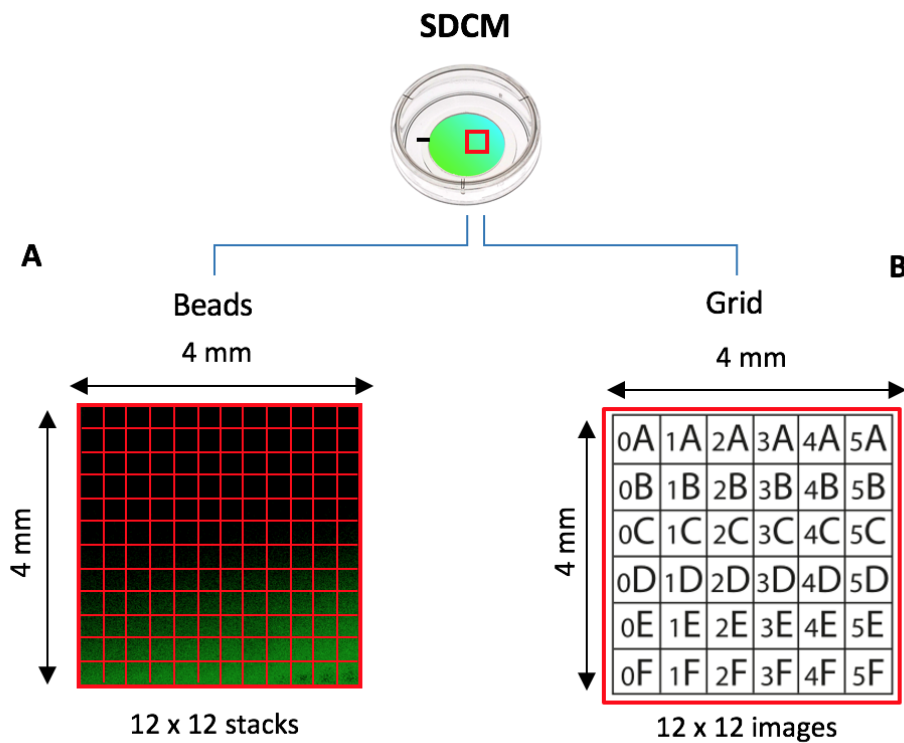 SDCM
A
B
Beads
Grid
4 mm
4 mm
4 mm
4 mm
0A 1A 2A 3A 4A 5A
0B 1B 2B 3B 4B 5B
0C 1C 2C 3C 4C 5C
0D 1D 2D 3D 4D 5D
0E 1E 2E 3E 4E 5E
0F 1F 2F 3F 4F 5F
12 x 12 stacks
12 x 12 images